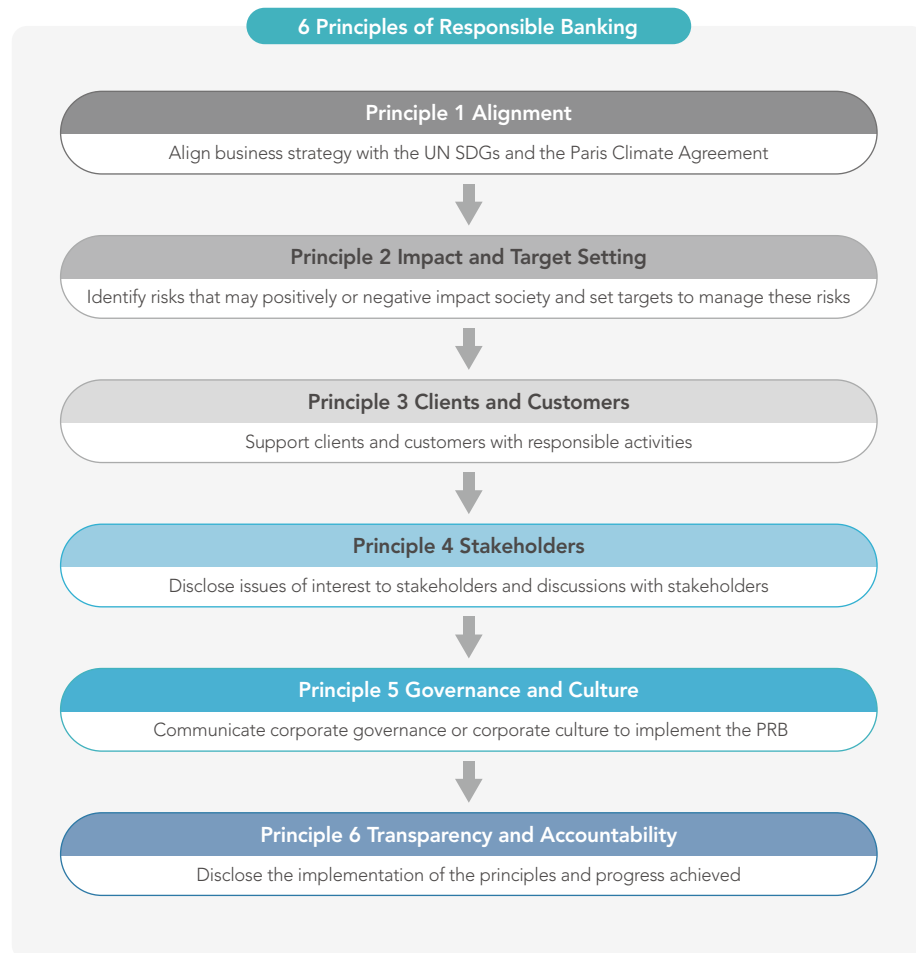 6 Principles of Responsible Banking
Principle 1 Alignment
Align business strategy with the UN SDGs and the Paris Climate Agreement
Principle 2 Impact and Target Setting
Identify risks that may positively or negative impact society and set targets to manage these risks
Principle 3 Clients and Customers
Support clients and customers with responsible activities
Principle 4 Stakeholders
Disclose issues of interest to stakeholders and discussions with stakeholders
Principle 5 Governance and Culture
Communicate corporate governance or corporate culture to implement the PRB
Principle 6 Transparency and Accountability
Disclose the implementation of the principles and progress achieved